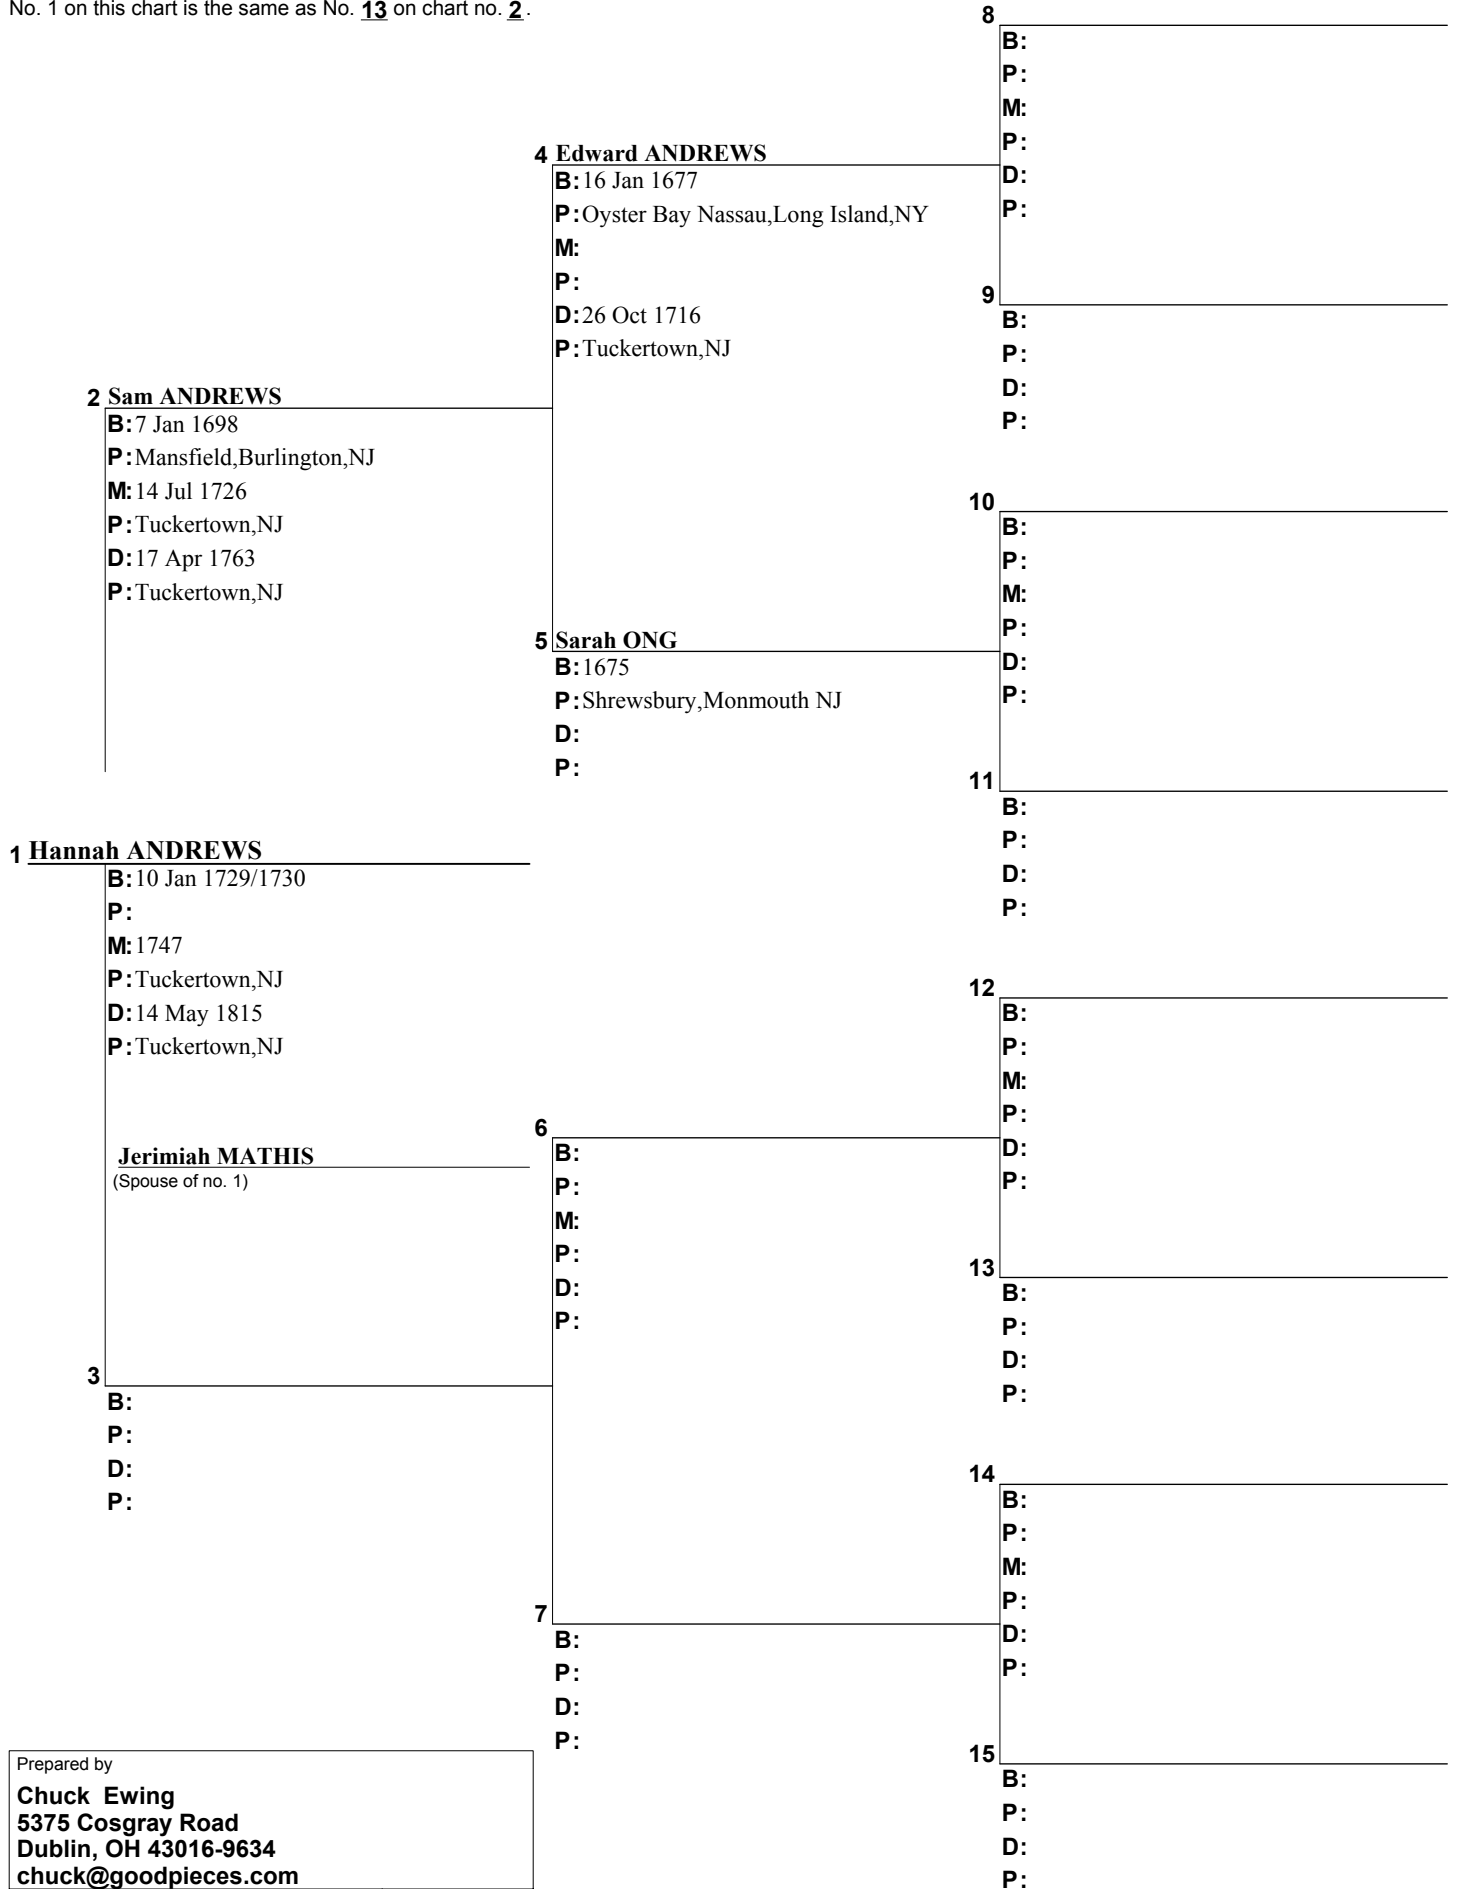 No. 1 on this chart is the same as No. 13 on chart no. 2.
8
B:
P:
M:
P:
D:
P:
4 Edward ANDREWS
B: 16 Jan 1677
P: Oyster Bay Nassau,Long Island,NY
M:
P:
D: 26 Oct 1716
P: Tuckertown,NJ
9
B:
P:
D:
P:
2 Sam ANDREWS
B: 7 Jan 1698
P: Mansfield,Burlington,NJ
M: 14 Jul 1726
P: Tuckertown,NJ
D: 17 Apr 1763
P: Tuckertown,NJ
10
B:
P:
M:
P:
D:
P:
5 Sarah ONG
B: 1675
P: Shrewsbury,Monmouth NJ
D:
P:
11
B:
P:
D:
P:
1 Hannah ANDREWS
B: 10 Jan 1729/1730
P:
M: 1747
P: Tuckertown,NJ
D: 14 May 1815
P: Tuckertown,NJ
Jerimiah MATHIS
(Spouse of no. 1)
12
B:
P:
M:
P:
D:
P:
6
B:
P:
M:
P:
D:
P:
13
B:
P:
D:
P:
3
B:
P:
D:
P:
14
B:
P:
M:
P:
D:
P:
7
B:
P:
D:
P:
15
B:
P:
D:
P:
Prepared by
Chuck Ewing
5375 Cosgray Road
Dublin, OH 43016-9634
chuck@goodpieces.com